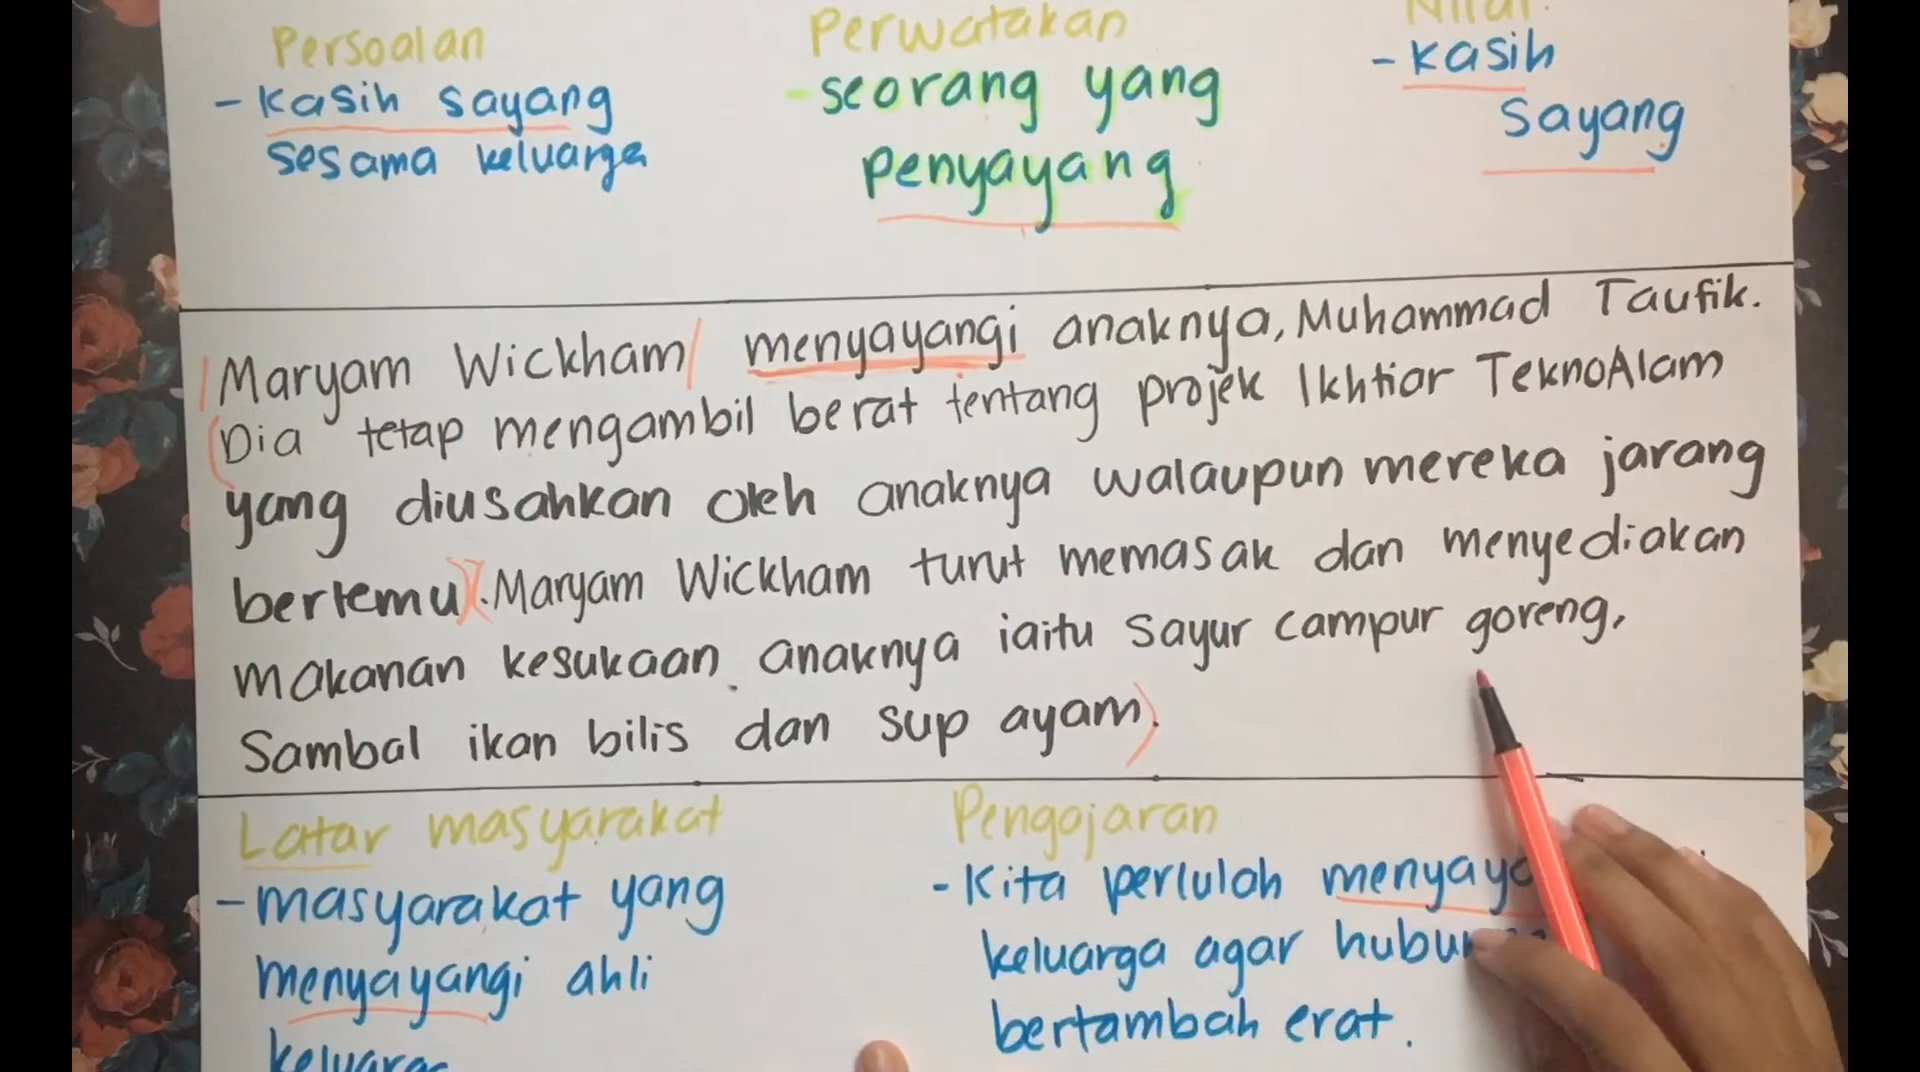 Persoalan
- kasih sayang
sesama keluarga
Perwatakan
- seorang yang
penyayang
Nilai
- kasih
sayang
Maryam Wickham menyayangi anaknya, Muhammad Taufik.
Dia tetap mengambil berat tentang projek Ikhtiar TeknoAlam
yang diusahkan oleh anaknya walaupun mereka jarang
bertemu. Maryam Wickham turut memasak dan menyediakan
makanan kesukaan anaknya iaitu sayur campur goreng,
Sambal ikan bilis dan sup ayam.
Latar masyarakat
- masyarakat yang
menyayangi ahli
keluarga
Pengajaran
- Kita perlulah
keluarga agar
bertambah erat.